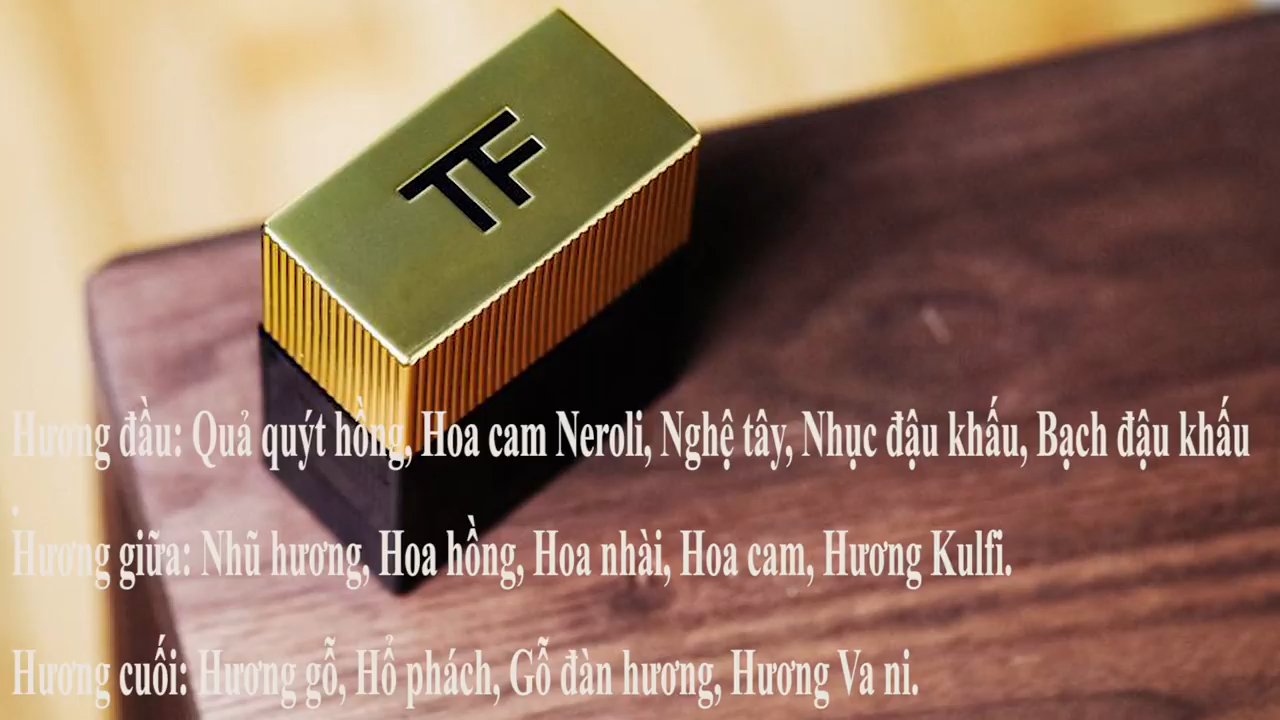 TF
Hương đầu: Quả quýt hồng, Hoa cam Neroli, Nghệ tây, Nhục đậu khấu, Bạch đậu khấu
.
Hương giữa: Nhũ hương, Hoa hồng, Hoa nhài, Hoa cam, Hương Kulfi.
Hương cuối: Hương gỗ, Hổ phách, Gỗ đàn hương, Hương Va ni.